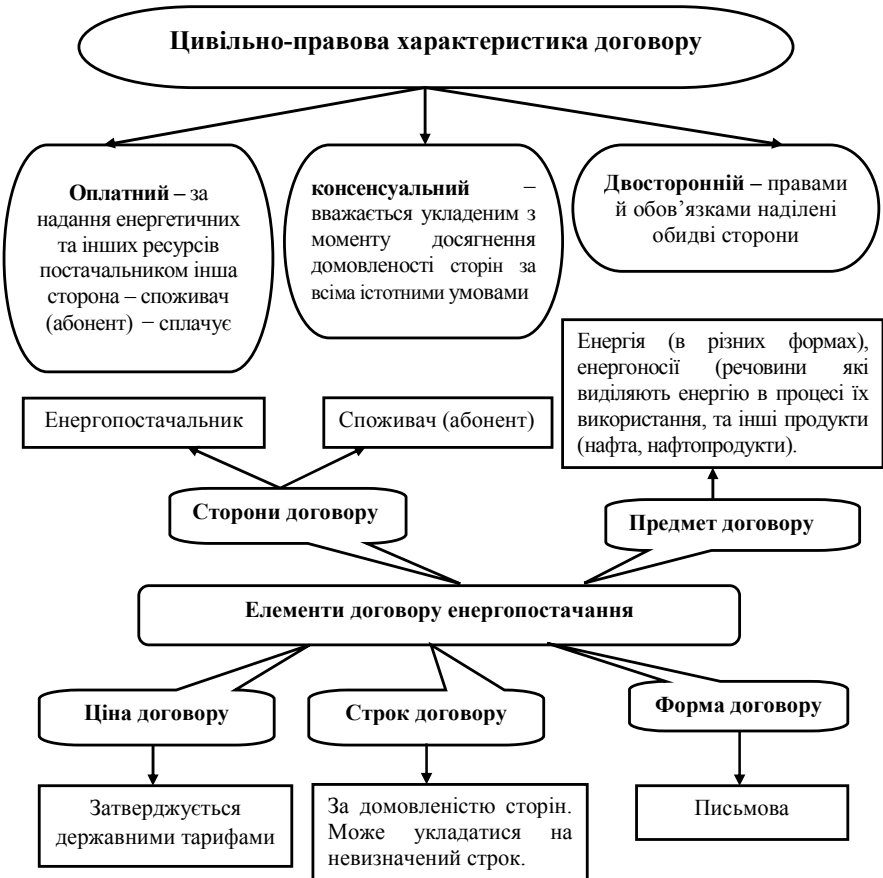 Цивільно-правова характеристика договору
Оплатний – за
надання енергетичних
та інших ресурсів
постачальником інша
сторона – споживач
(абонент) – сплачує
консенсуальний –
вважається укладеним з
моменту досягнення
домовленості сторін за
всіма істотними умовами
Двосторонній – правами
й обов’язками наділені
обидві сторони
Енергія (в різних формах),
енергоносії (речовини які
виділяють енергію в процесі їх
використання, та інші продукти
(нафта, нафтопродукти).
Енергопостачальник
Споживач (абонент)
Сторони договору
Предмет договору
Елементи договору енергопостачання
Ціна договору
Строк договору
Форма договору
Затверджується
державними тарифами
За домовленістю сторін.
Може укладатися на
невизначений строк.
Письмова